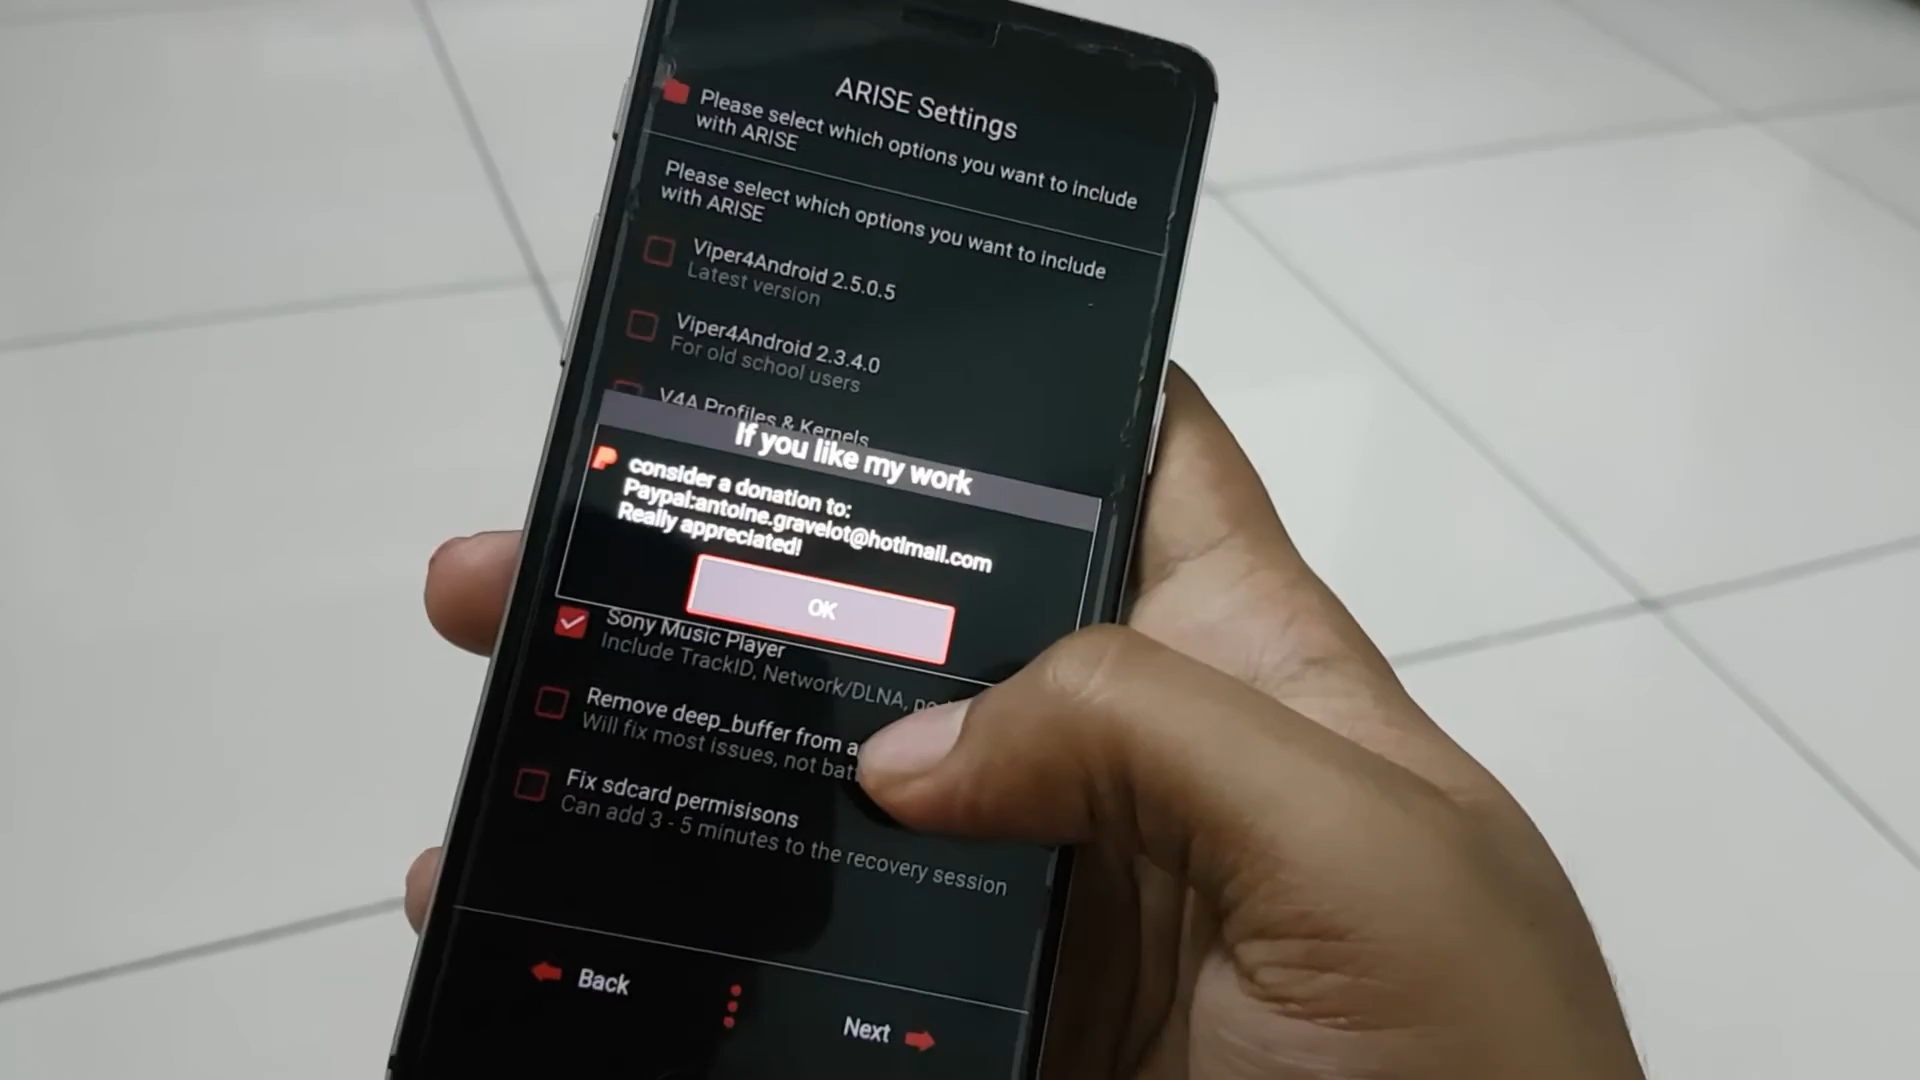 ARISE Settings
Please select which options you want to include
with ARISE
Please select which options you want to include
with ARISE
Viper4Android 2.5.0.5
Latest version
Viper4Android 2.3.4.0
For old school users
V4A Profiles & Kernels
If you like my work
consider a donation to:
Paypal:antoine.gravelot@hotlmail.com
Really appreciated!
OK
Sony Music Player
Include TrackID, Network/DLNA,
Remove deep_buffer from
Will fix most issues, not
Fix sdcard permisisons
Can add 3 - 5 minutes to the recovery session
Back
Next